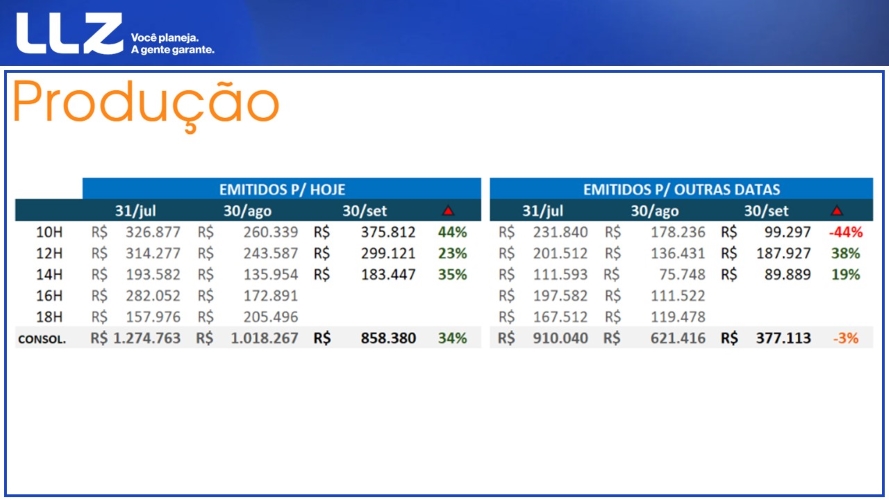 LLZ Você planeja.
A gente garante.
Produção
EMITIDOS P/ HOJE EMITIDOS P/ OUTRAS DATAS
31/jul 30/ago 30/set 31/jul 30/ago 30/set
10H R$ 326.877 R$ 260.339 R$ 375.812 44% R$ 231.840 R$ 178.236 R$ 99.297 -44%
12H R$ 314.277 R$ 243.587 R$ 299.121 23% R$ 201.512 R$ 136.431 R$ 187.927 38%
14H R$ 193.582 R$ 135.954 R$ 183.447 35% R$ 111.593 R$ 75.748 R$ 89.889 19%
16H R$ 282.052 R$ 172.891 R$ 197.582 R$ 111.522
18H R$ 157.976 R$ 205.496 R$ 167.512 R$ 119.478
CONSOL. R$ 1.274.763 R$ 1.018.267 R$ 858.380 34% R$ 910.040 R$ 621.416 R$ 377.113 -3%